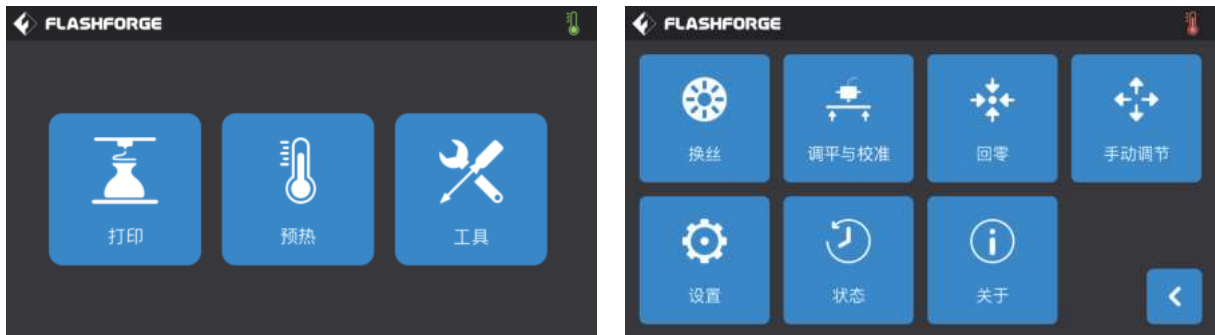 FLASHFORGE
打印
预热
工具
FLASHFORGE
换丝
调平与校准
回零
手动调节
设置
状态
关于